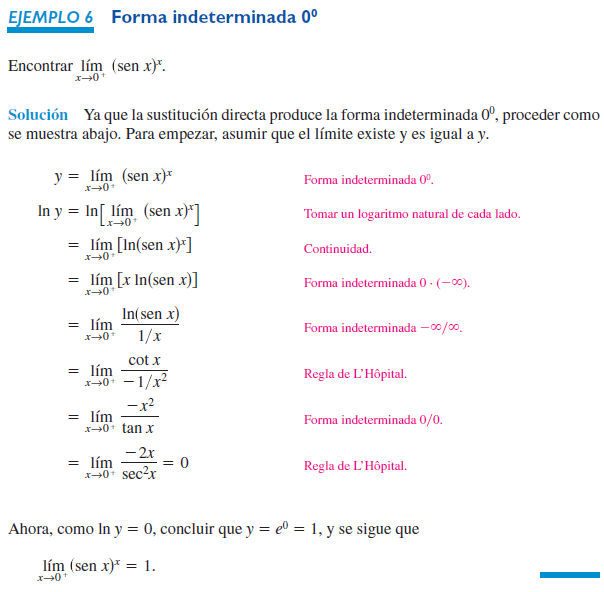 EJEMPLO 6 Forma indeterminada 0⁰
Encontrar lím x→0⁺ (sen x)ˣ.
Solución Ya que la sustitución directa produce la forma indeterminada 0⁰, proceder como
se muestra abajo. Para empezar, asumir que el límite existe y es igual a y.
y = lím x→0⁺ (sen x)ˣ Forma indeterminada 0⁰.
ln y = ln[lím x→0⁺ (sen x)ˣ] Tomar un logaritmo natural de cada lado.
= lím x→0⁺ [ln(sen x)ˣ] Continuidad.
= lím x→0⁺ [x ln(sen x)] Forma indeterminada 0 · (−∞).
= lím x→0⁺ ln(sen x) / 1/x Forma indeterminada −∞/∞.
= lím x→0⁺ cot x / −1/x² Regla de L'Hôpital.
= lím x→0⁺ −x² / tan x Forma indeterminada 0/0.
= lím x→0⁺ −2x / sec²x = 0 Regla de L'Hôpital.
Ahora, como ln y = 0, concluir que y = e⁰ = 1, y se sigue que
lím x→0⁺ (sen x)ˣ = 1.